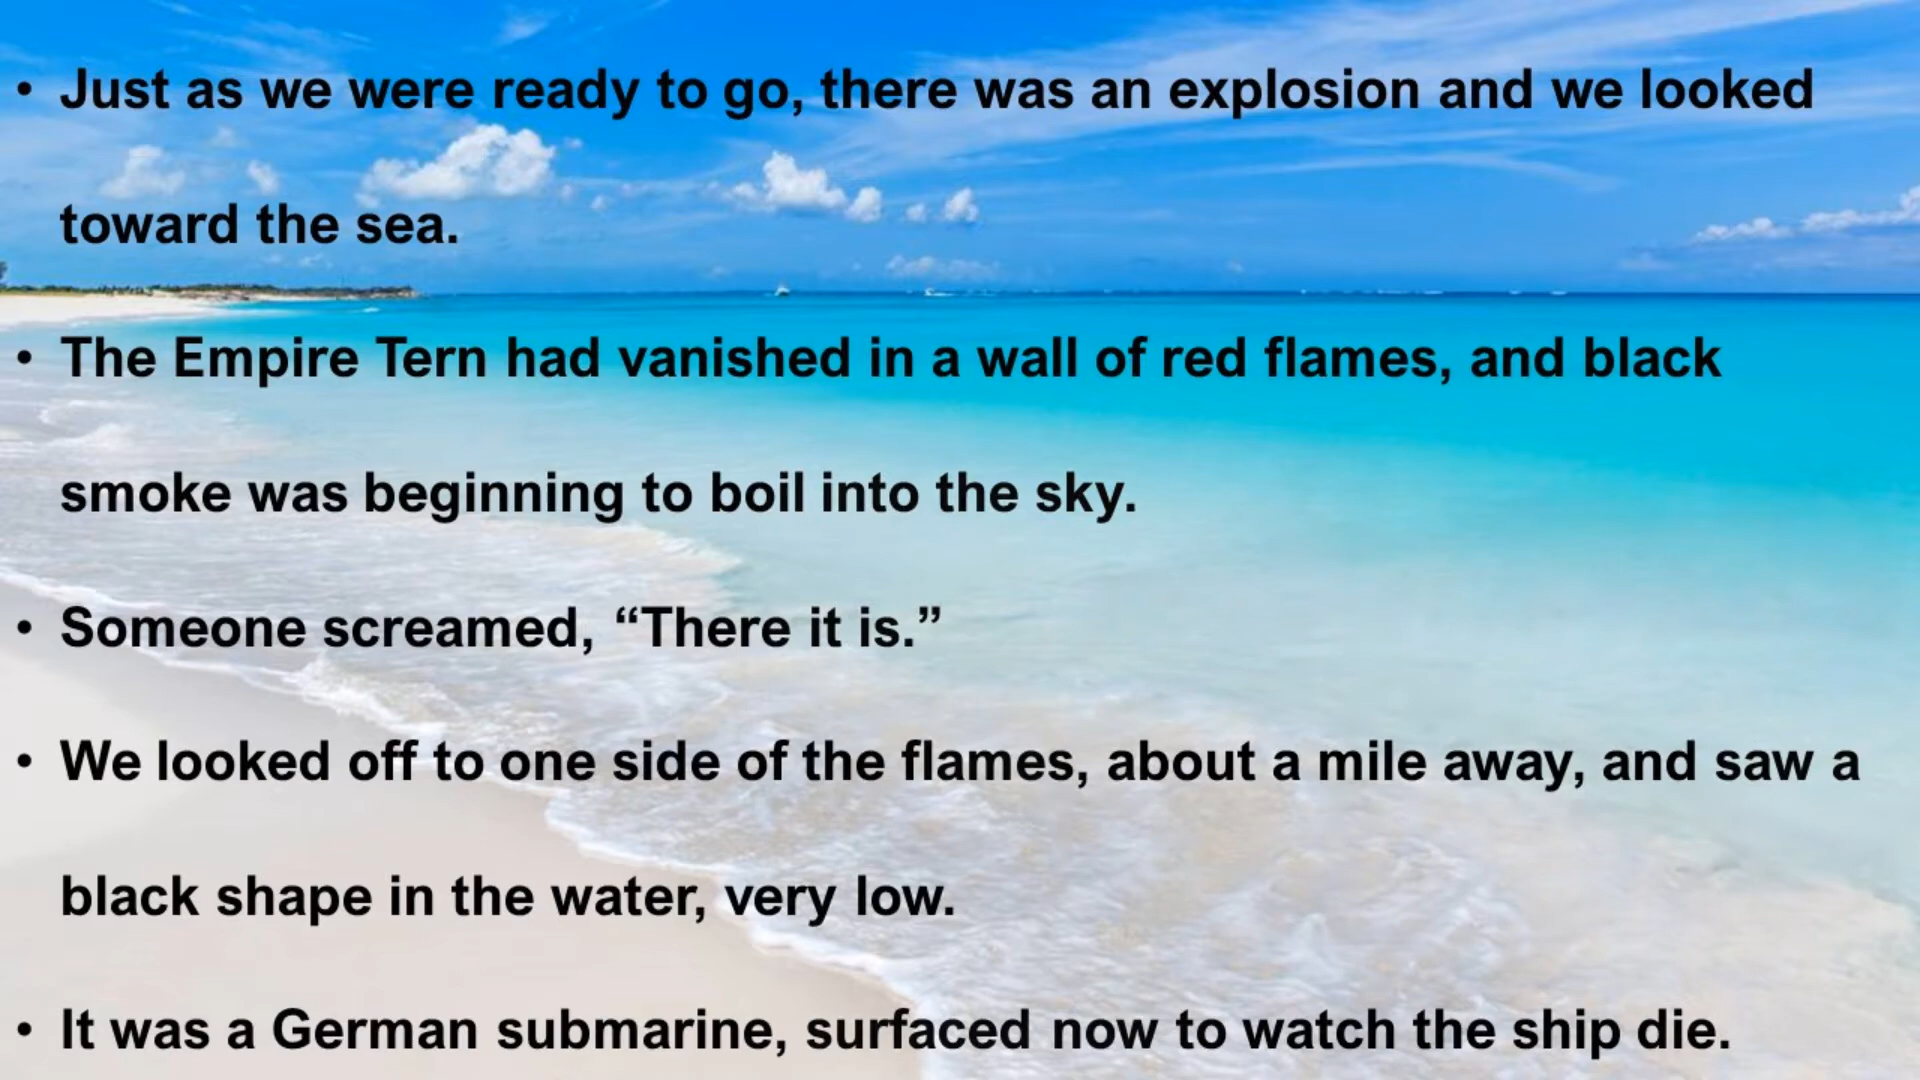 • Just as we were ready to go, there was an explosion and we looked
toward the sea.
• The Empire Tern had vanished in a wall of red flames, and black
smoke was beginning to boil into the sky.
• Someone screamed, “There it is.”
• We looked off to one side of the flames, about a mile away, and saw a
black shape in the water, very low.
• It was a German submarine, surfaced now to watch the ship die.